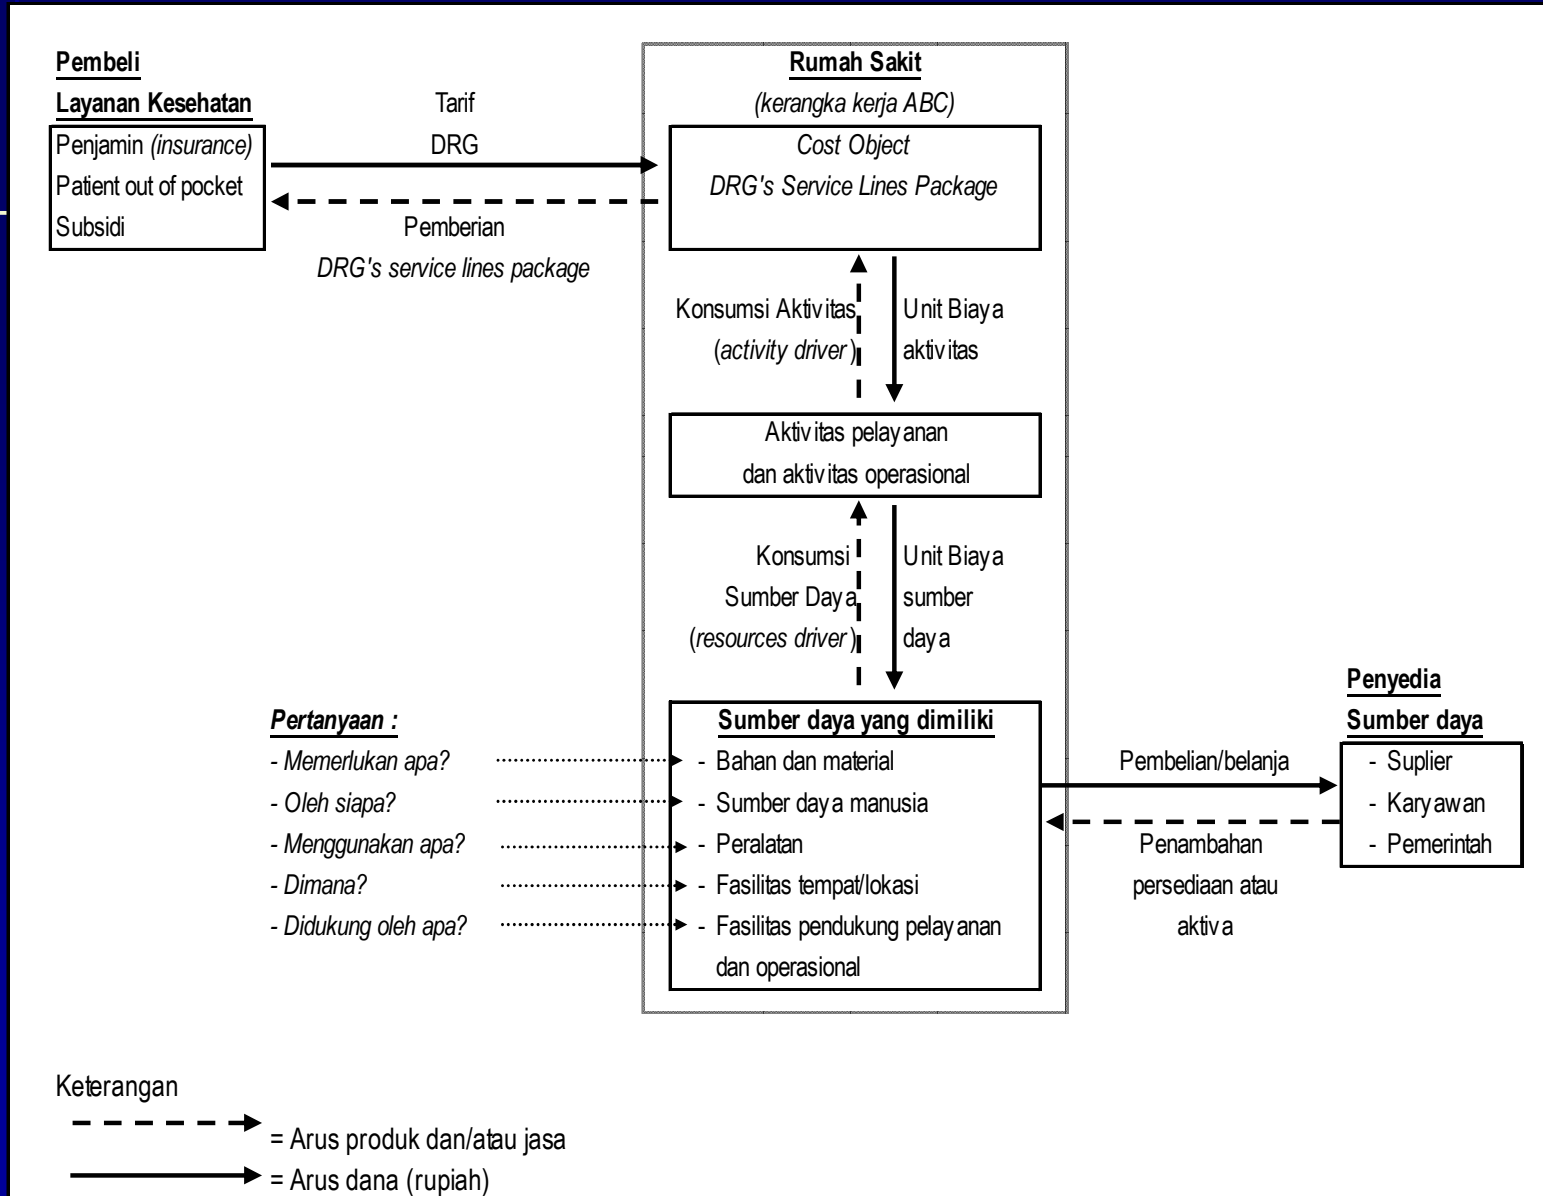 Pembeli
Layanan Kesehatan
Penjamin (insurance)
Patient out of pocket
Subsidi
Tarif
DRG
Pemberian
DRG's service lines package
Rumah Sakit
(kerangka kerja ABC)
Cost Object
DRG's Service Lines Package
Konsumsi Aktivitas
(activity driver)
Unit Biaya
aktivitas
Aktivitas pelayanan
dan aktivitas operasional
Konsumsi
Sumber Daya
(resources driver)
Unit Biaya
sumber
daya
Pertanyaan :
- Memerlukan apa?
- Oleh siapa?
- Menggunakan apa?
- Dimana?
- Didukung oleh apa?
Sumber daya yang dimiliki
- Bahan dan material
- Sumber daya manusia
- Peralatan
- Fasilitas tempat/lokasi
- Fasilitas pendukung pelayanan
dan operasional
Pembelian/belanja
Penambahan
persediaan atau
aktiva
Penyedia
Sumber daya
- Suplier
- Karyawan
- Pemerintah
Keterangan
= Arus produk dan/atau jasa
= Arus dana (rupiah)